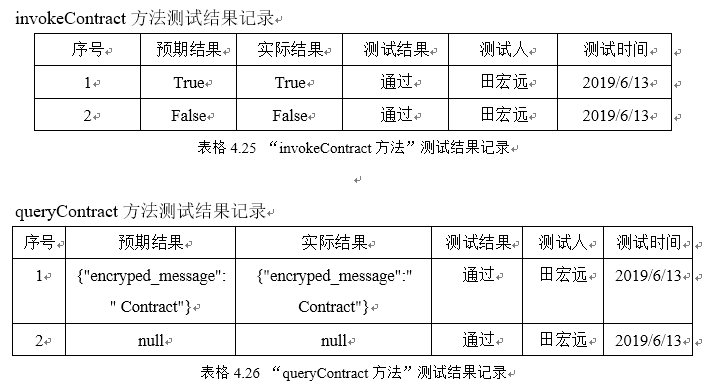 invokeContract 方法测试结果记录
序号 预期结果 实际结果 测试结果 测试人 测试时间
1 True True 通过 田宏远 2019/6/13
2 False False 通过 田宏远 2019/6/13
表格 4.25 “invokeContract 方法”测试结果记录
queryContract 方法测试结果记录
序号 预期结果 实际结果 测试结果 测试人 测试时间
1 {"encryped_message": {"encryped_message":" 通过 田宏远 2019/6/13
" Contract"} Contract"}
2 null null 通过 田宏远 2019/6/13
表格 4.26 “queryContract 方法”测试结果记录